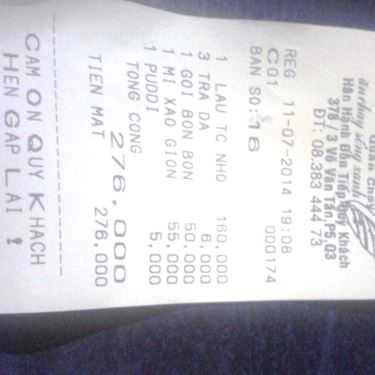 Quán Chay
Hân Hạnh Đón Tiếp Quý Khách
378/3 Võ Văn Tần,P5,Q3
ĐT: 08.383 444 73
REG 11-07-2014 19:08
C01 000174
BAN SO:16
1 LAU TC NHO 160,000
3 TRA DA 6,000
1 GOI BON BON 50,000
1 MI XAO GION 55,000
1 PUDDI 5,000
TONG CONG
276,000
TIEN MAT 276,000
CAM ON QUY KHACH
HEN GAP LAI !